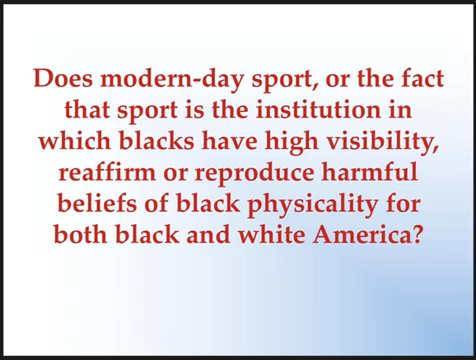 Does modern-day sport, or the fact
that sport is the institution in
which blacks have high visibility,
reaffirm or reproduce harmful
beliefs of black physicality for
both black and white America?